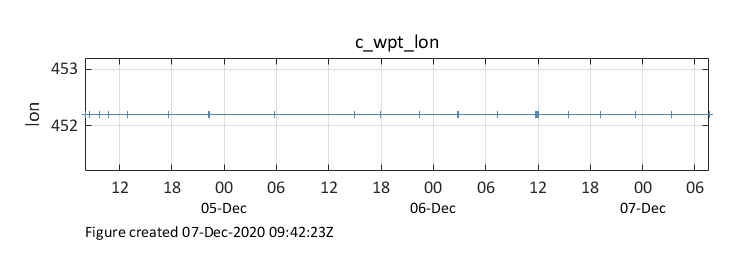 c_wpt_lon
453
lon
452
12 18 00 06 12 18 00 06 12 18 00 06
05-Dec 06-Dec 07-Dec
Figure created 07-Dec-2020 09:42:23Z